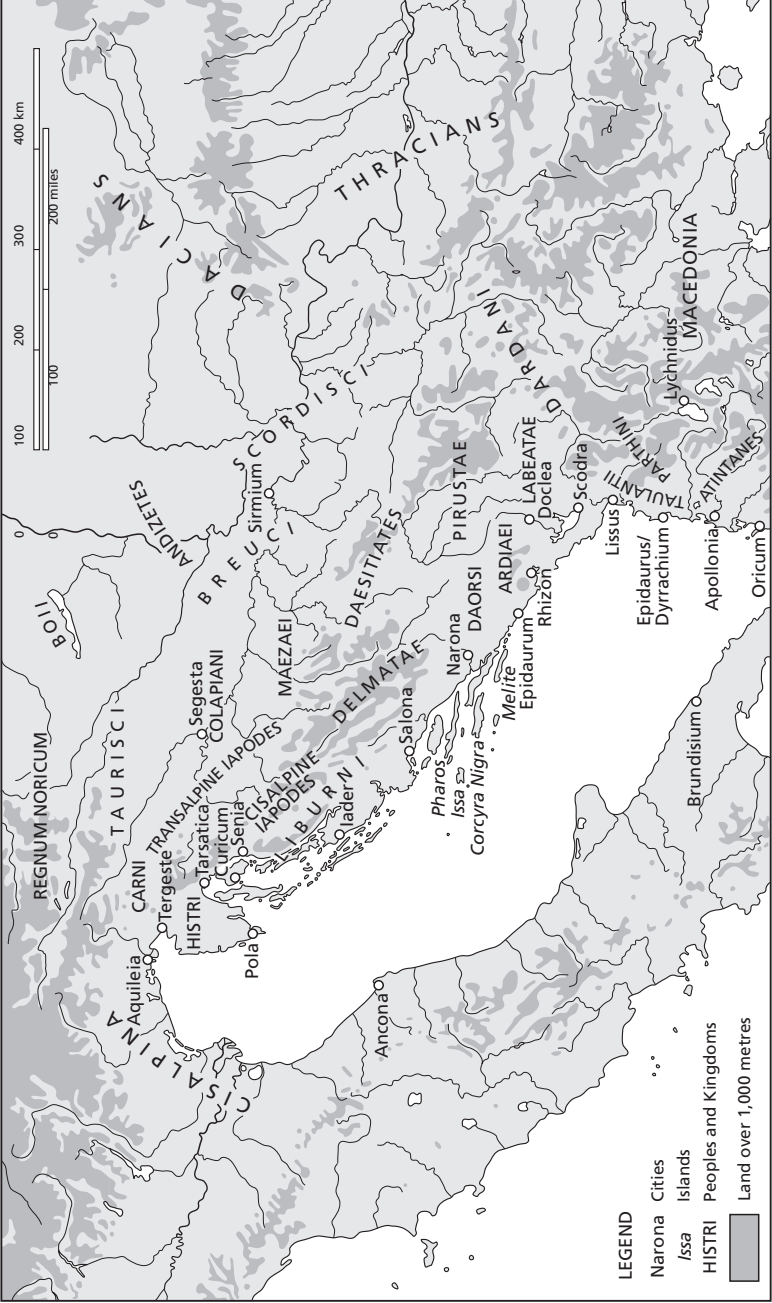 REGNUM NORICUM
BOII
TAURISCI
ANDIZETES
DACIANS
CISALPINA
CARNI
Aquileia
Tergeste
HISTRI
Pola
TRANSALPINE IAPODES
Segesta
COLAPIANI
Tarsatica
Curicum
Senia
CISALPINE
IAPODES
LIBURNI
Iader
MAEZAEI
BREUCI
Sirmium
SCORDISCI
THRACIANS
DAESITIATES
DELMATAE
Salona
Ancona
Pharos
Issa
Corcyra Nigra
Narona
DAORSI
Melite
Epidaurum
Rhizon
ARDIAEI
PIRUSTAE
LABEATAE
Doclea
DARDANI
Scodra
Lissus
Epidaurus/
Dyrrachium
TAULANTII
PARTHINI
Lychnidus
MACEDONIA
ATINTANES
Apollonia
Oricum
Brundisium
0 100 200 300 400 km
0 100 200 miles
LEGEND
Narona Cities
Issa Islands
HISTRI Peoples and Kingdoms
Land over 1,000 metres